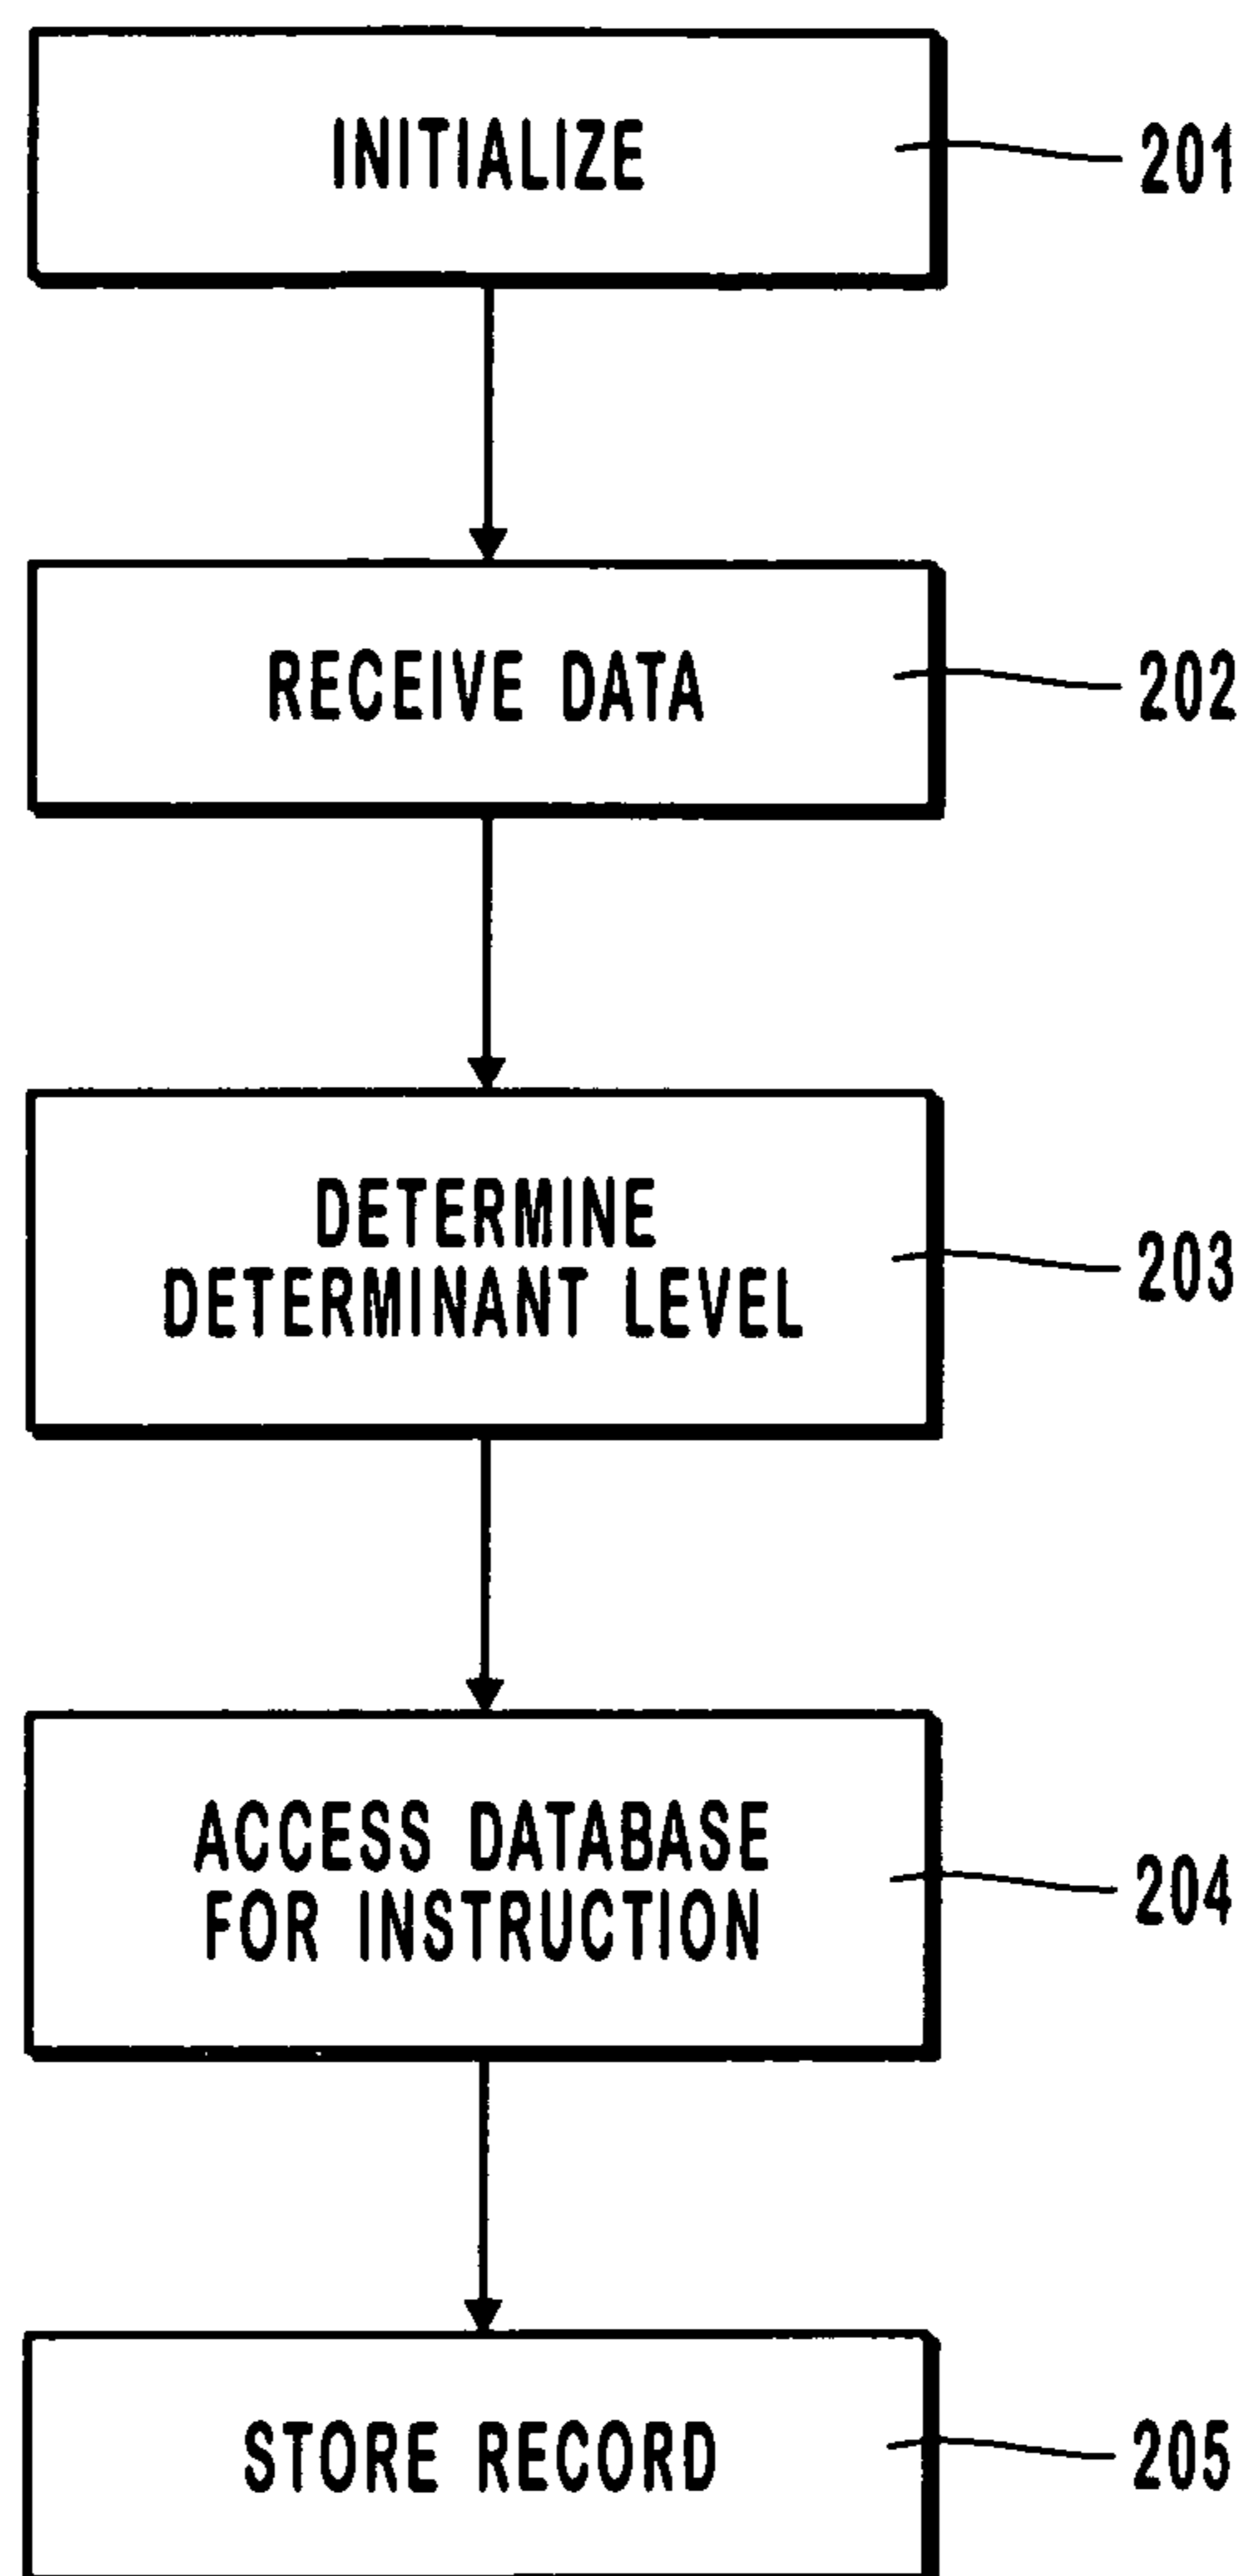 INITIALIZE
201
RECEIVE DATA
202
DETERMINE
DETERMINANT LEVEL
203
ACCESS DATABASE
FOR INSTRUCTION
204
STORE RECORD
205